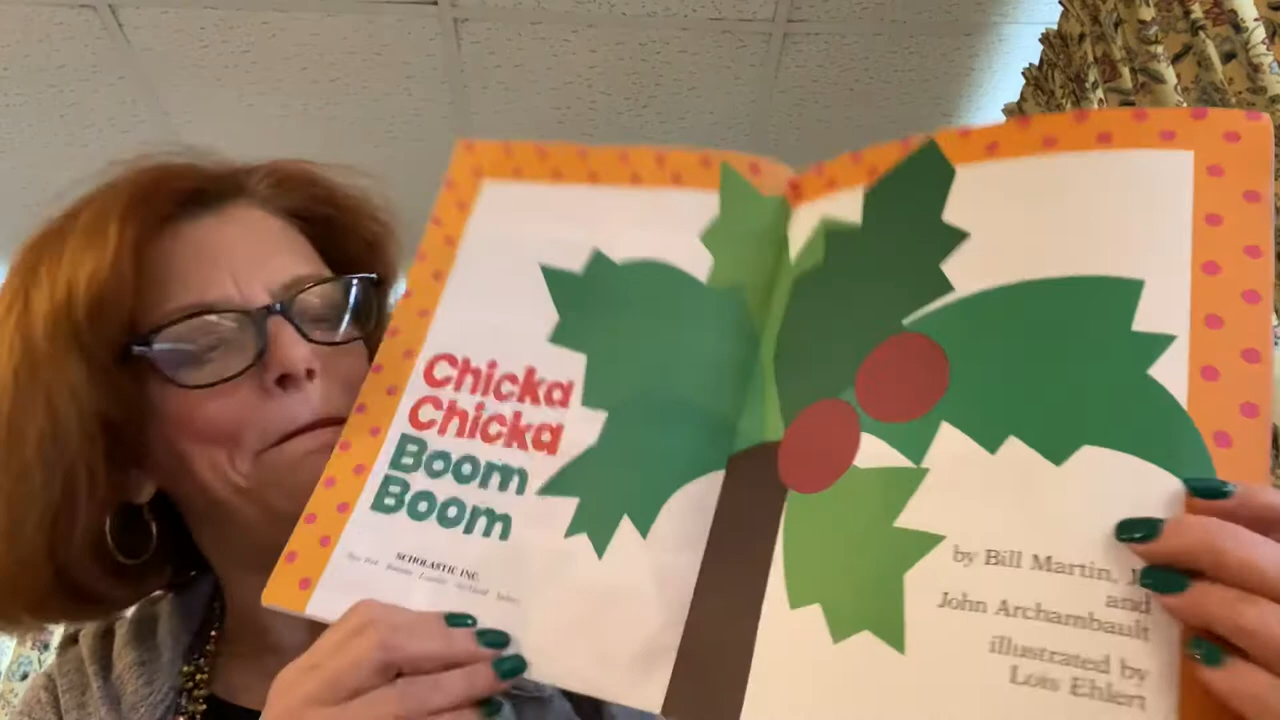 Chicka
Chicka
Boom
Boom
SCHOLASTIC INC.
by Bill Martin,
and
John Archambault
illustrated by
Lois Ehlert